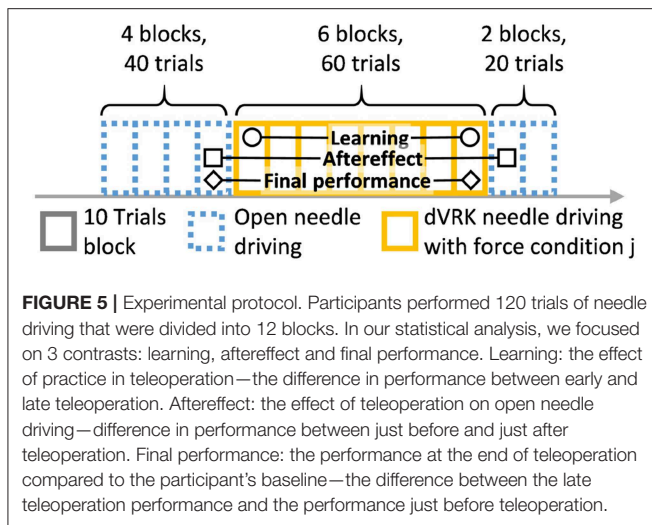 4 blocks,
40 trials
6 blocks,
60 trials
2 blocks,
20 trials
Learning
Aftereffect
Final performance
10 Trials
block
Open needle
driving
dVRK needle driving
with force condition j
FIGURE 5 | Experimental protocol. Participants performed 120 trials of needle
driving that were divided into 12 blocks. In our statistical analysis, we focused
on 3 contrasts: learning, aftereffect and final performance. Learning: the effect
of practice in teleoperation—the difference in performance between early and
late teleoperation. Aftereffect: the effect of teleoperation on open needle
driving—difference in performance between just before and just after
teleoperation. Final performance: the performance at the end of teleoperation
compared to the participant's baseline—the difference between the late
teleoperation performance and the performance just before teleoperation.